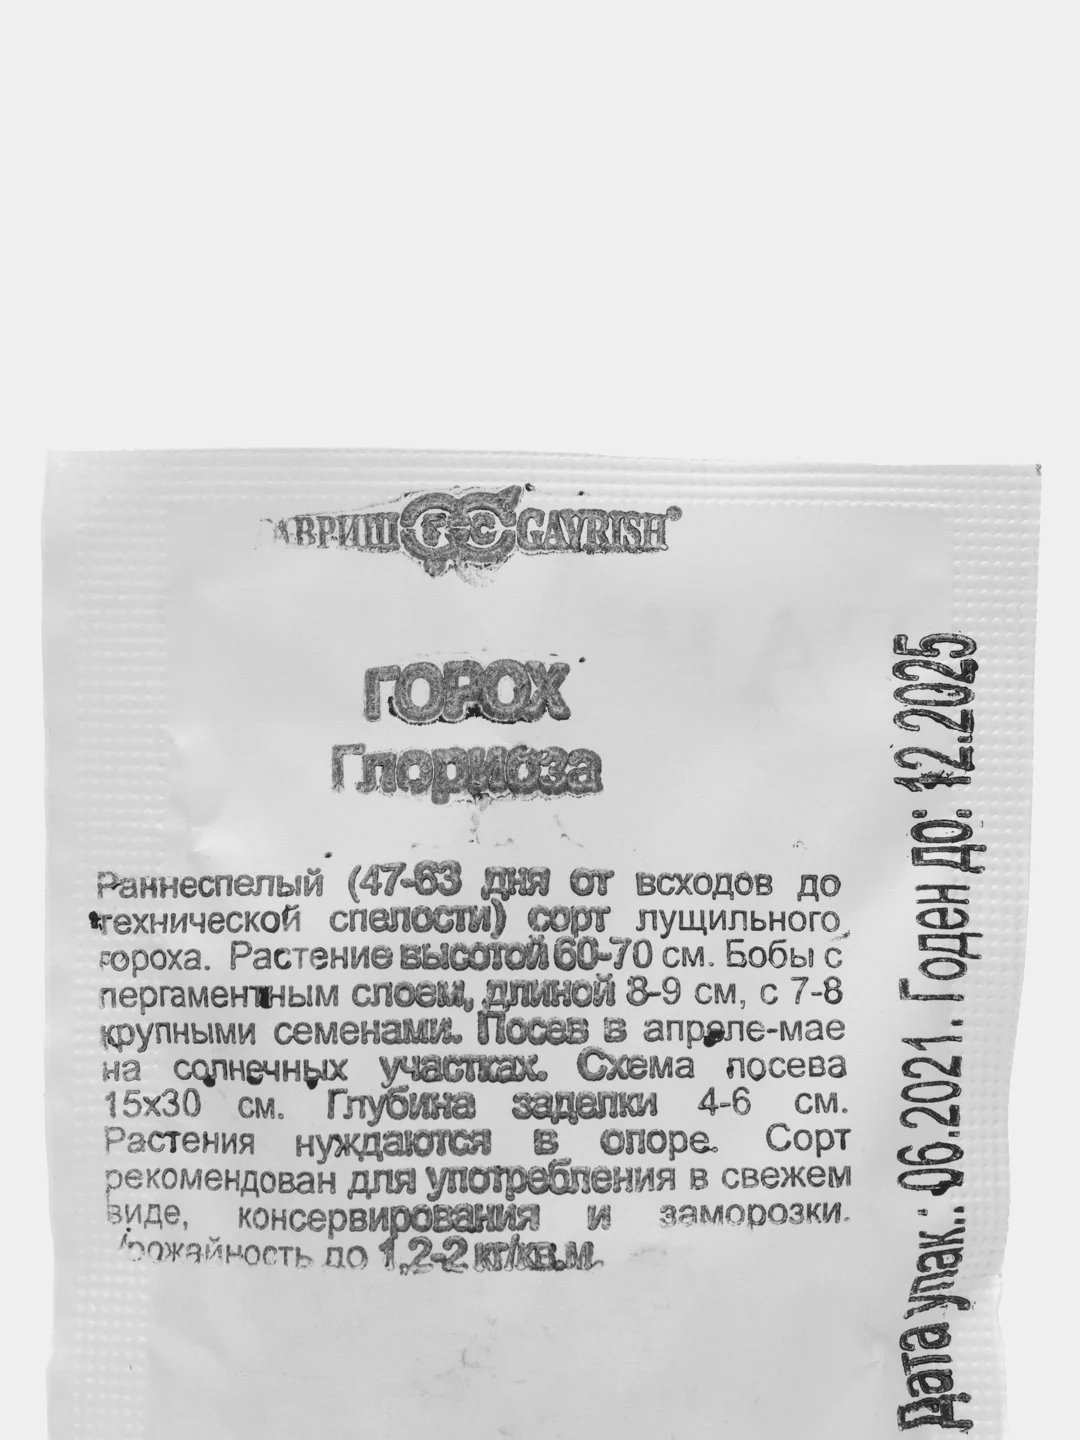 АВРИШ ГС GAVRISH®
ГОРОХ
Глориоза
Раннеспелый (47-63 дня от всходов до
технической спелости) сорт лущильного
гороха. Растение высотой 60-70 см. Бобы с
пергаментным слоем, длиной 8-9 см, с 7-8
крупными семенами. Посев в апреле-мае
на солнечных участках. Схема посева
15х30 см. Глубина заделки 4-6 см.
Растения нуждаются в опоре. Сорт
рекомендован для употребления в свежем
виде, консервирования и заморозки.
Урожайность до 1,2-2 кг/кв.м.
Дата упак.: 06.2021. Годен до: 12.2025